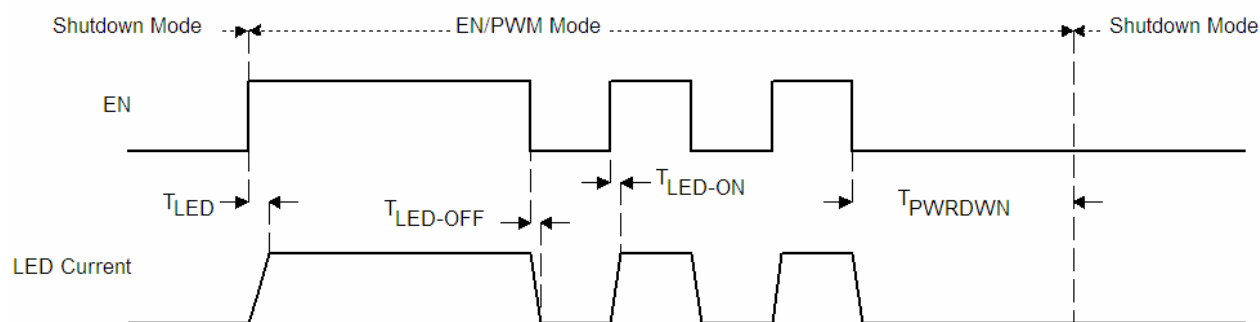 Shutdown Mode
EN/PWM Mode
Shutdown Mode
EN
TLED
TLED-OFF
TLED-ON
TPWRDWN
LED Current